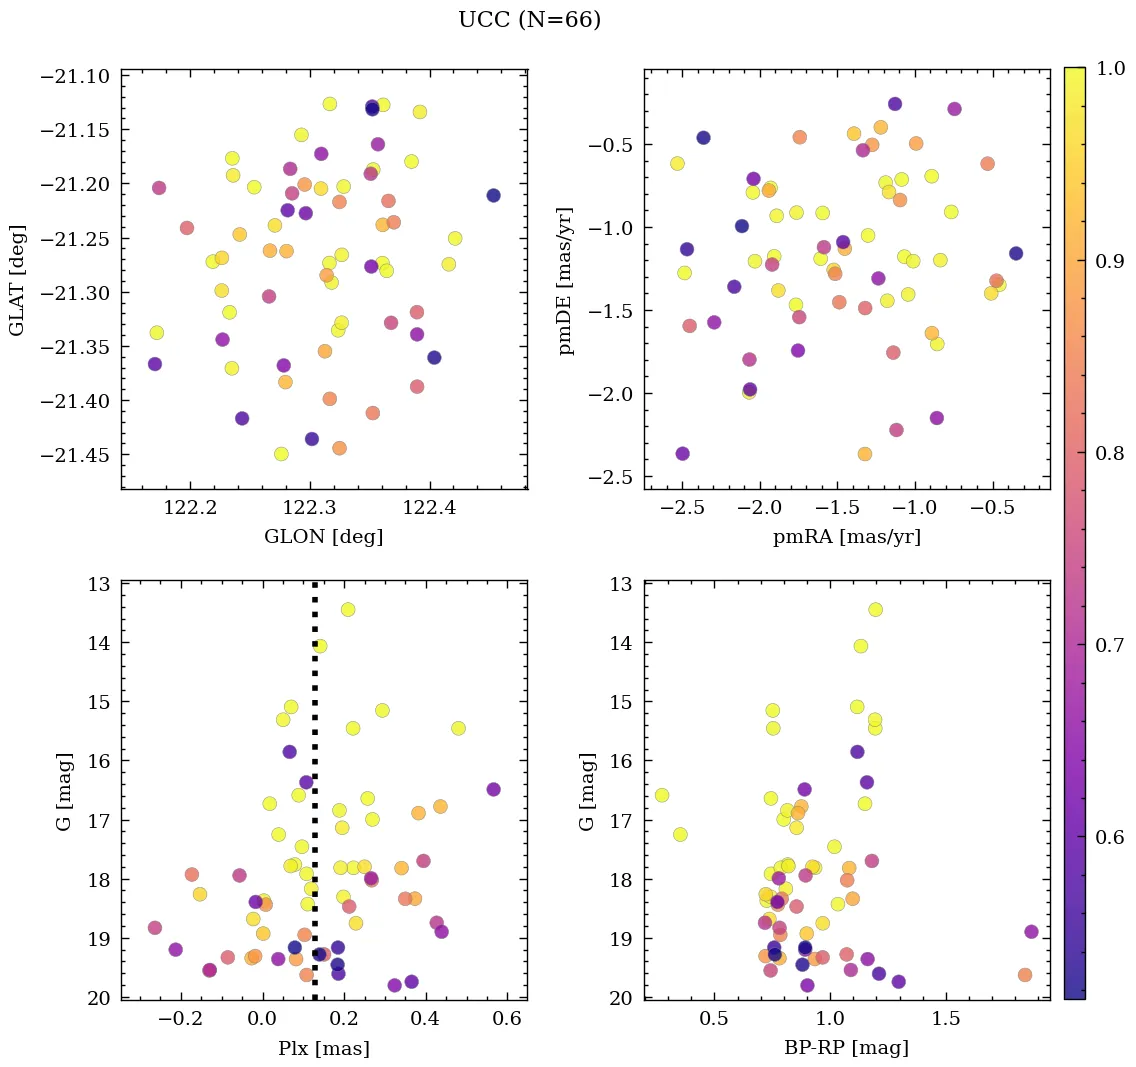 UCC (N=66)
−21.10
−21.15
−21.20
−21.25
−21.30
−21.35
−21.40
−21.45
GLAT [deg]
122.2 122.3 122.4
GLON [deg]
−0.5
−1.0
−1.5
−2.0
−2.5
pmDE [mas/yr]
−2.5 −2.0 −1.5 −1.0 −0.5
pmRA [mas/yr]
13
14
15
16
17
18
19
20
G [mag]
−0.2 0.0 0.2 0.4 0.6
Plx [mas]
13
14
15
16
17
18
19
20
G [mag]
0.5 1.0 1.5
BP-RP [mag]
1.0
0.9
0.8
0.7
0.6